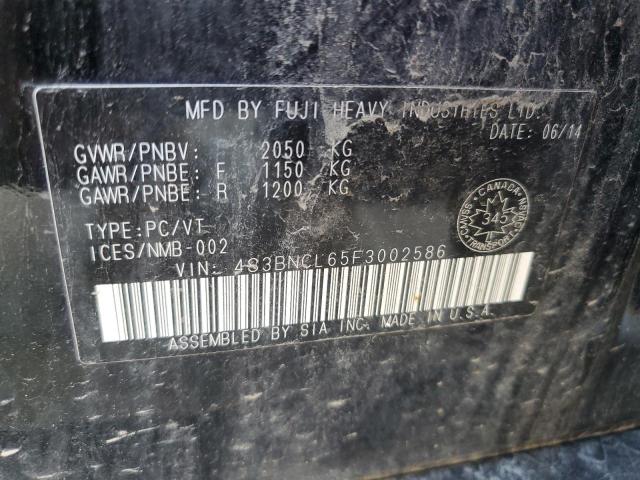 MFD BY FUJI HEAVY INDUSTRIES LTD.
DATE: 06/14
GVWR/PNBV: 2050 KG
GAWR/PNBE: F 1150 KG
GAWR/PNBE: R 1200 KG
TYPE: PC/VT
ICES/NMB-002
VIN: 4S3BNCL65F3002586
ASSEMBLED BY SIA INC. MADE IN U.S.A.
CANADA
345
TRANSPORT